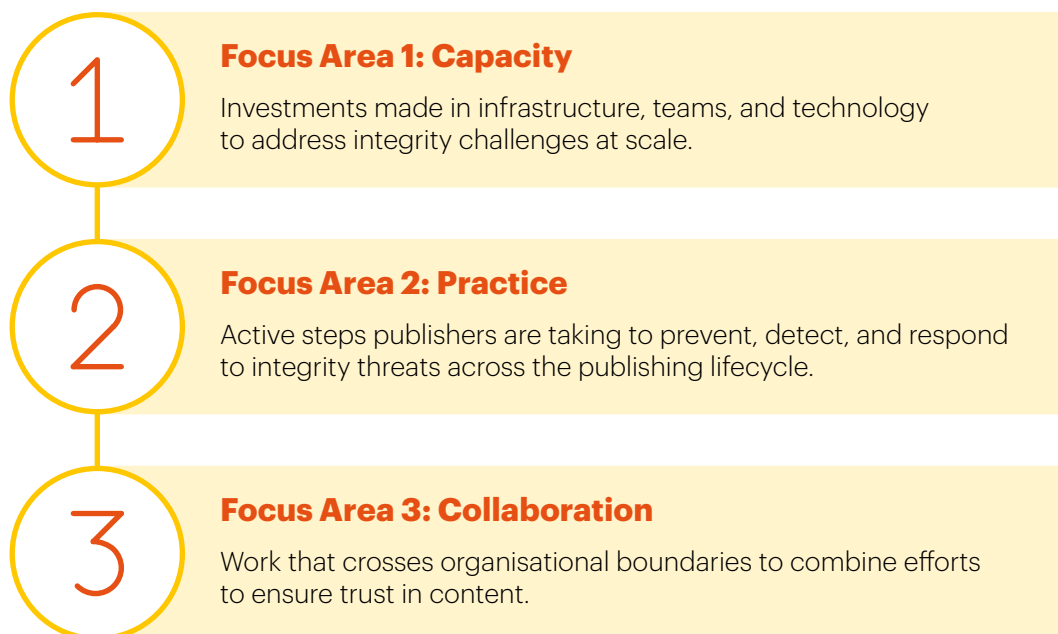 1
Focus Area 1: Capacity
Investments made in infrastructure, teams, and technology
to address integrity challenges at scale.
2
Focus Area 2: Practice
Active steps publishers are taking to prevent, detect, and respond
to integrity threats across the publishing lifecycle.
3
Focus Area 3: Collaboration
Work that crosses organisational boundaries to combine efforts
to ensure trust in content.